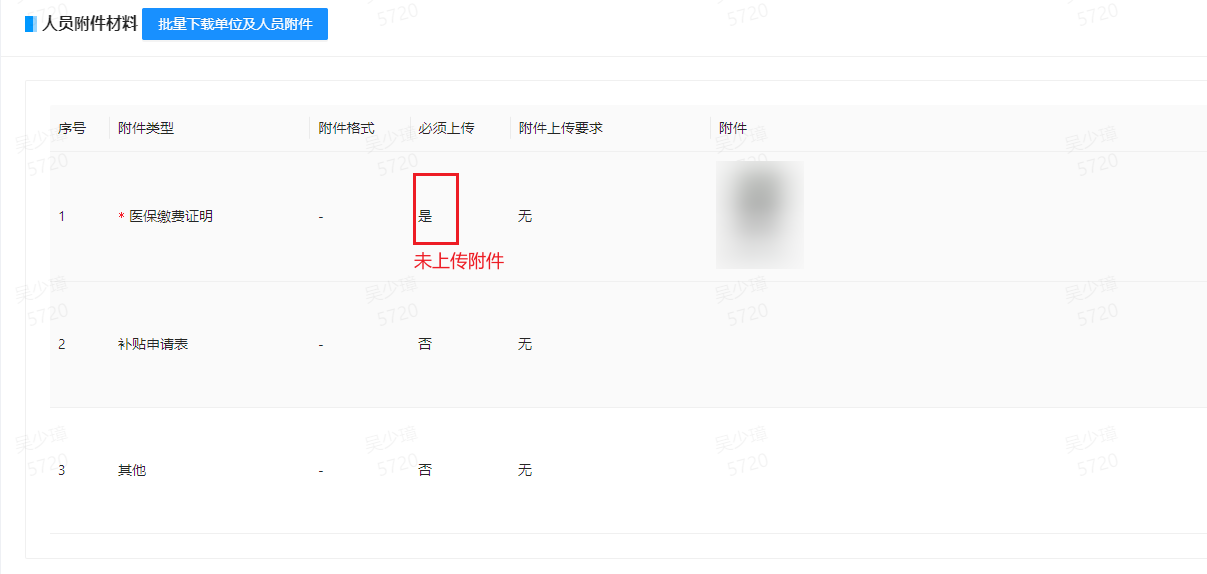 人员附件材料 批量下载单位及人员附件
序号 附件类型 附件格式 必须上传 附件上传要求 附件
1 * 医保缴费证明 - 是 无
未上传附件
2 补贴申请表 - 否 无
3 其他 - 否 无
吴少璋
5720